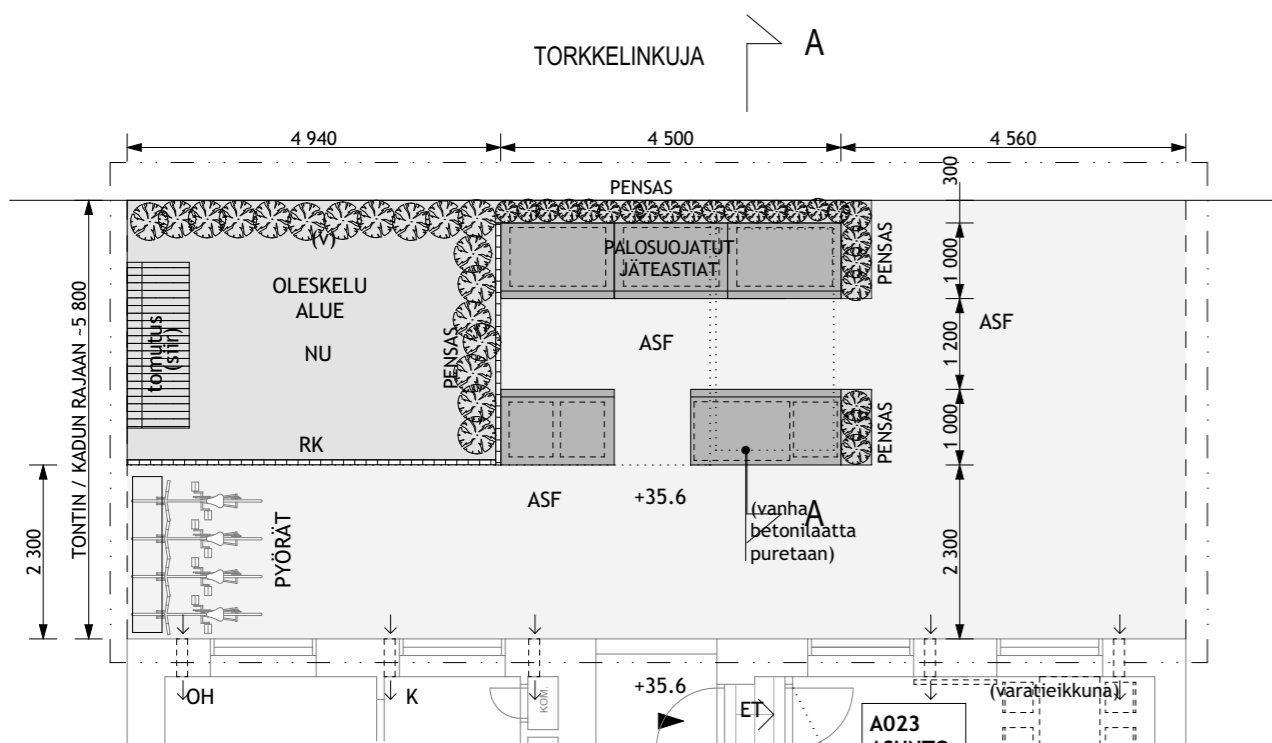 TORKKELINKUJA
A
4 940
4 500
4 560
300
PENSAS
(V)
PALOSUOJATUT
JÄTEASTIAT
PENSAS
1 000
OLESKELU
ALUE
NU
TONTIN / KADUN RAJAAN ~5 800
tomutus
(siir)
PENSAS
ASF
ASF
1 200
PENSAS
1 000
RK
ASF
+35.6
(vanha
betonilaatta
puretaan)
A
2 300
PYÖRÄT
2 300
OH
K
KOM.
+35.6
ET
(varatieikkuna)
A023
ASUNTO